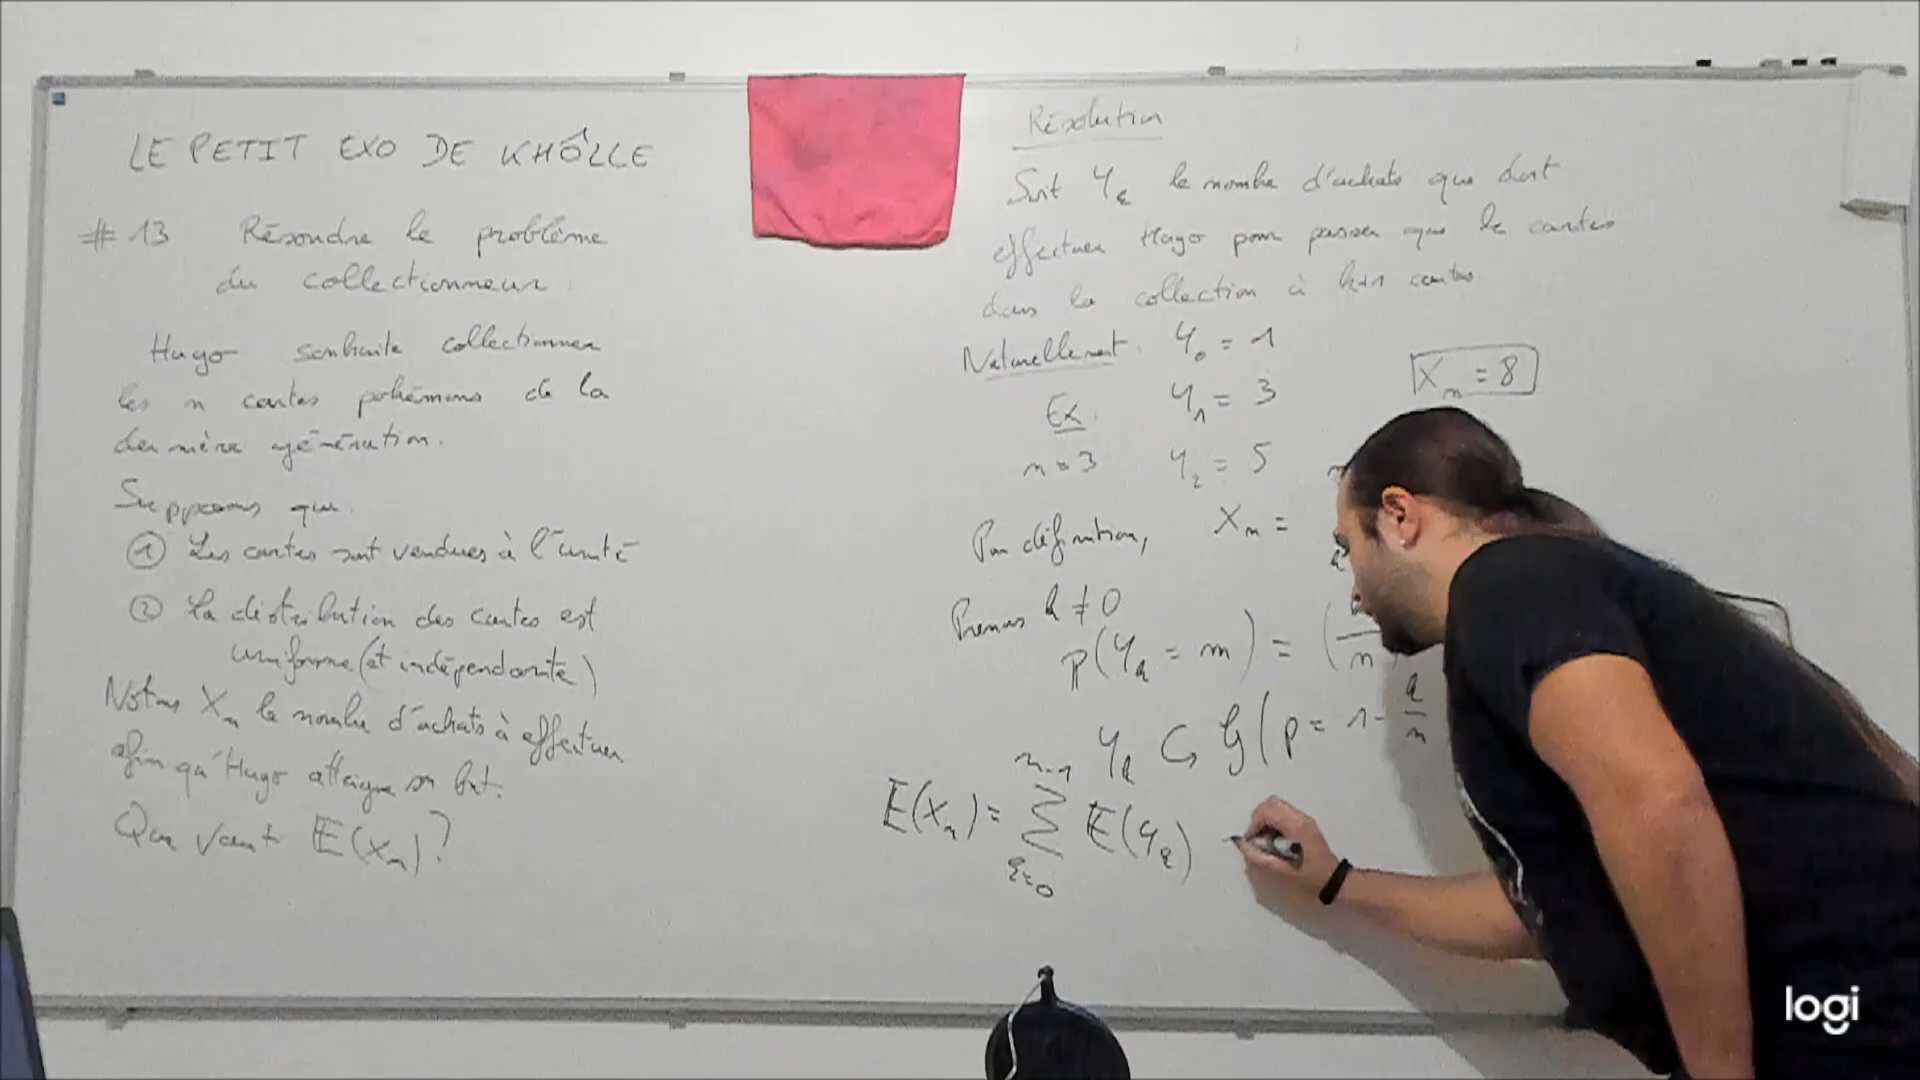 LE PETIT EXO DE KHÔLLE
#13 Résoudre le problème
du collectionneur.
Hugo souhaite collectionner
les n cartes pokémons de la
dernière génération.
Supposons que
① Les cartes sont vendues à l'unité
② La distribution des cartes est
uniforme (et indépendante)
Notons Xn le nombre d'achats à effectuer
afin qu'Hugo atteigne son but.
Que vaut E(Xn)?
Résolution
Soit Yk le nombre d'achats que doit
effectuer Hugo pour passer que k cartes
dans la collection à k+1 cartes
Naturellement. Y0 = 1
Ex. Y1 = 3 Xn = 8
n=3 Y2 = 5
Par définition, Xn =
Prenons k ≠ 0
P(Yk = m) = (
n
Yk ↪ G(p = 1 - k/n
E(Xn) = n-1 Σ k=0 E(Yk)
logi